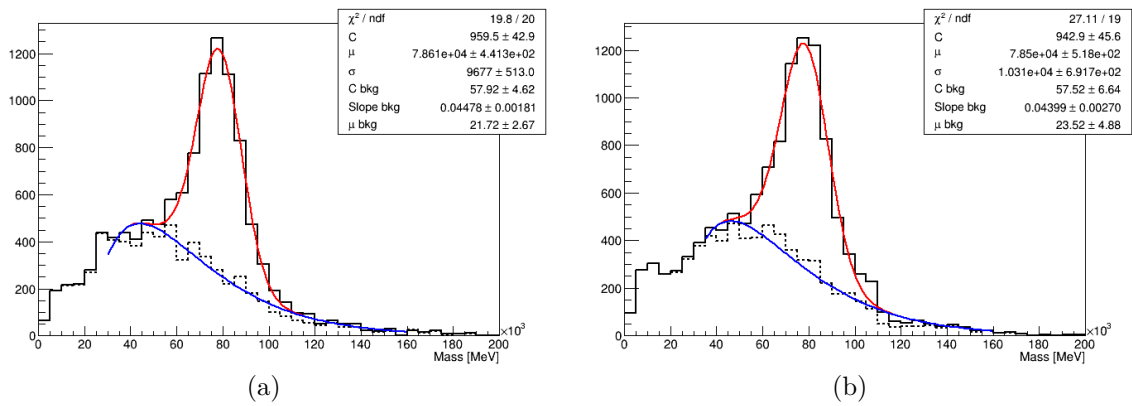 χ² / ndf 19.8 / 20
C 959.5 ± 42.9
μ 7.861e+04 ± 4.413e+02
σ 9677 ± 513.0
C bkg 57.92 ± 4.62
Slope bkg 0.04478 ± 0.00181
μ bkg 21.72 ± 2.67
1200
1000
800
600
400
200
0
0 20 40 60 80 100 120 140 160 180 200
×10³
Mass [MeV]
(a)
χ² / ndf 27.11 / 19
C 942.9 ± 45.6
μ 7.85e+04 ± 5.18e+02
σ 1.031e+04 ± 6.917e+02
C bkg 57.52 ± 6.64
Slope bkg 0.04399 ± 0.00270
μ bkg 23.52 ± 4.88
1200
1000
800
600
400
200
0
0 20 40 60 80 100 120 140 160 180 200
×10³
Mass [MeV]
(b)